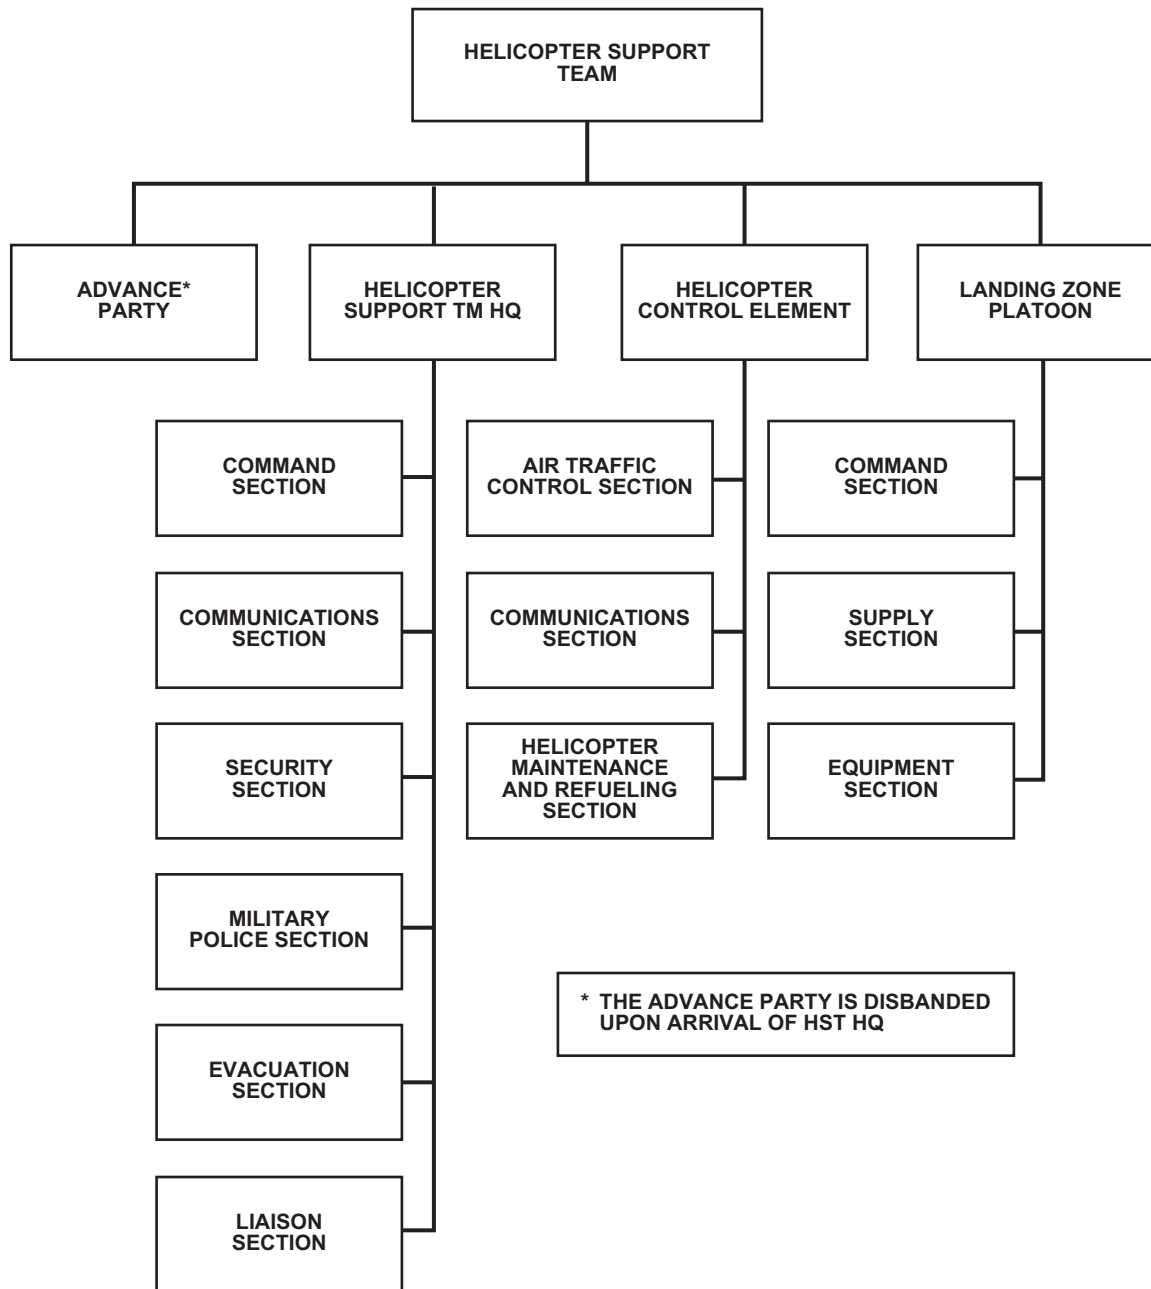 HELICOPTER SUPPORT
TEAM
ADVANCE*
PARTY
HELICOPTER
SUPPORT TM HQ
HELICOPTER
CONTROL ELEMENT
LANDING ZONE
PLATOON
COMMAND
SECTION
COMMUNICATIONS
SECTION
SECURITY
SECTION
MILITARY
POLICE SECTION
EVACUATION
SECTION
LIAISON
SECTION
AIR TRAFFIC
CONTROL SECTION
COMMUNICATIONS
SECTION
HELICOPTER
MAINTENANCE
AND REFUELING
SECTION
COMMAND
SECTION
SUPPLY
SECTION
EQUIPMENT
SECTION
* THE ADVANCE PARTY IS DISBANDED
UPON ARRIVAL OF HST HQ